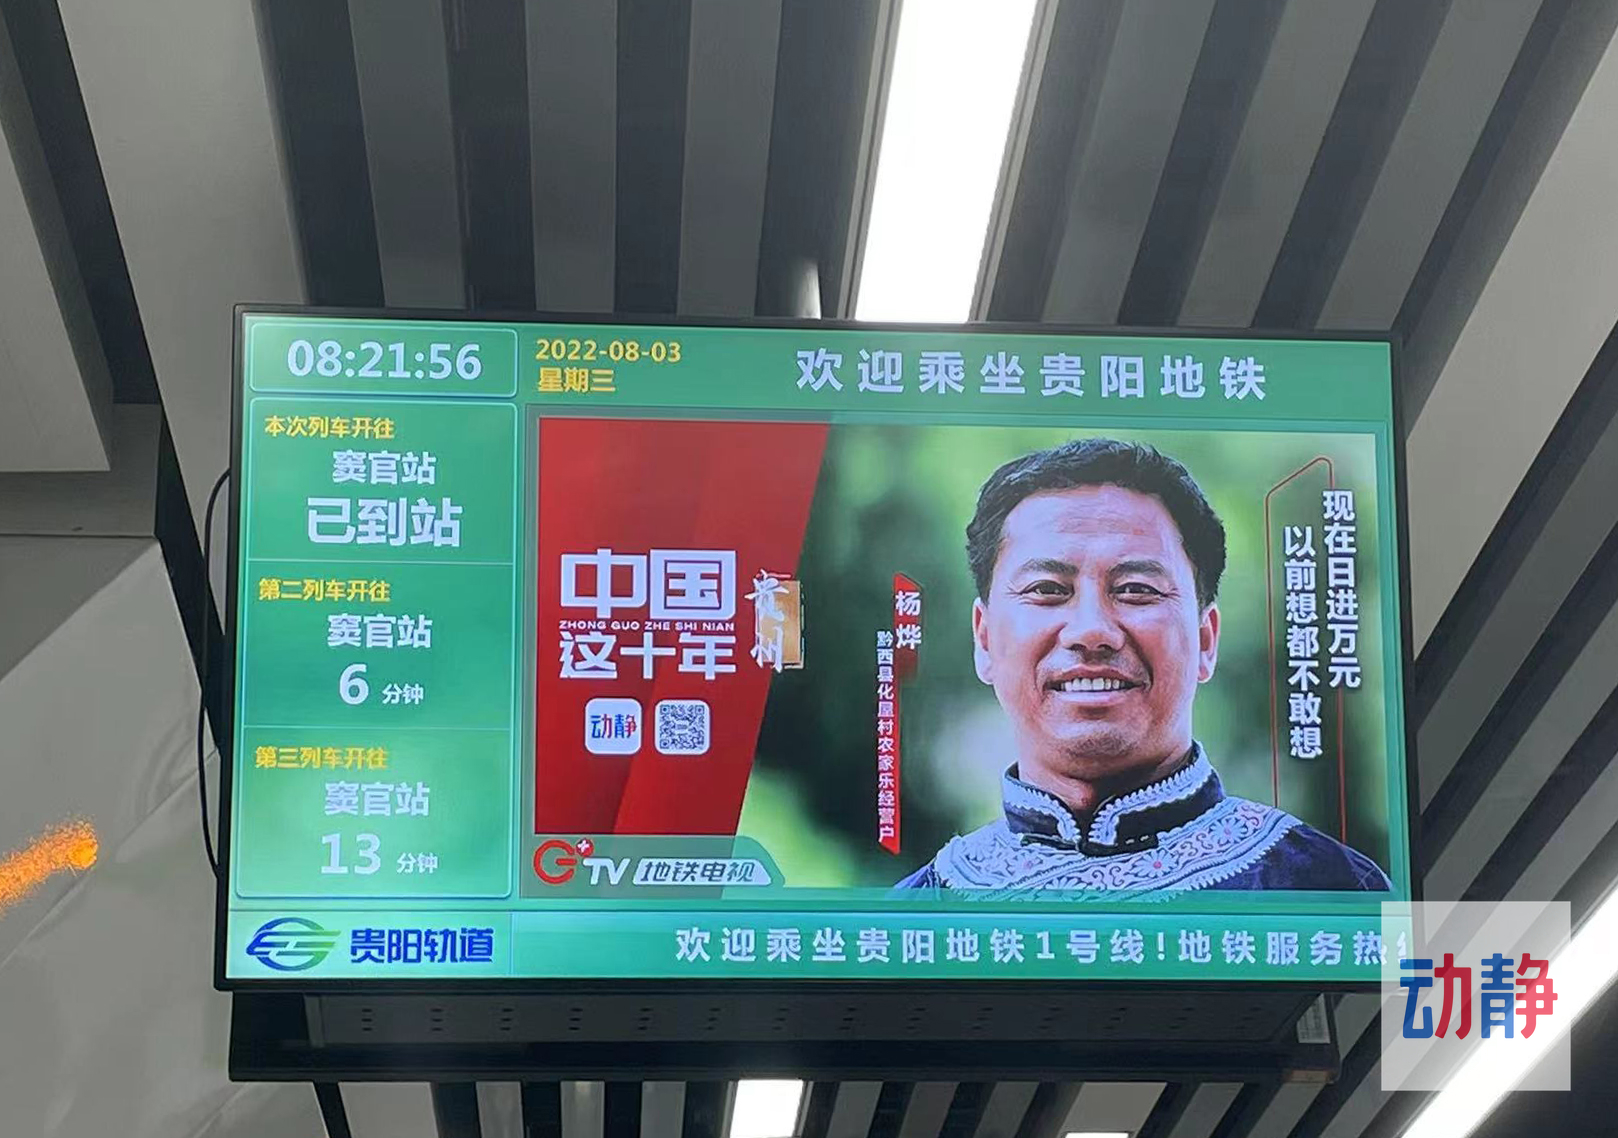 08:21:56
2022-08-03
星期三
欢迎乘坐贵阳地铁
本次列车开往
窦官站
已到站
第二列车开往
窦官站
6 分钟
第三列车开往
窦官站
13 分钟
中国
ZHONG GUO ZHE SHI NIAN
这十年
贵州
动静
杨烨
黔西县化屋村农家乐经营户
现在日进万元
以前想都不敢想
G+TV 地铁电视
贵阳轨道
欢迎乘坐贵阳地铁1号线!地铁服务热
动静